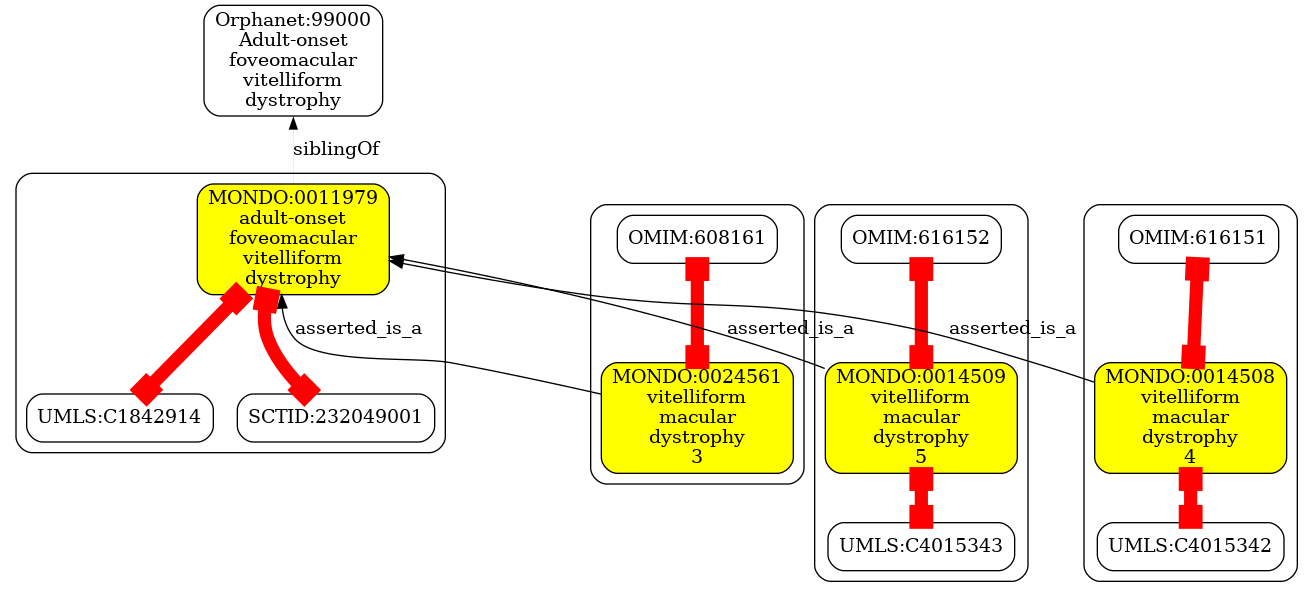 Orphanet:99000
Adult-onset
foveomacular
vitelliform
dystrophy
siblingOf
MONDO:0011979
adult-onset
foveomacular
vitelliform
dystrophy
OMIM:608161
OMIM:616152
OMIM:616151
asserted_is_a
asserted_is_a
asserted_is_a
UMLS:C1842914
SCTID:232049001
MONDO:0024561
vitelliform
macular
dystrophy
3
MONDO:0014509
vitelliform
macular
dystrophy
5
MONDO:0014508
vitelliform
macular
dystrophy
4
UMLS:C4015343
UMLS:C4015342